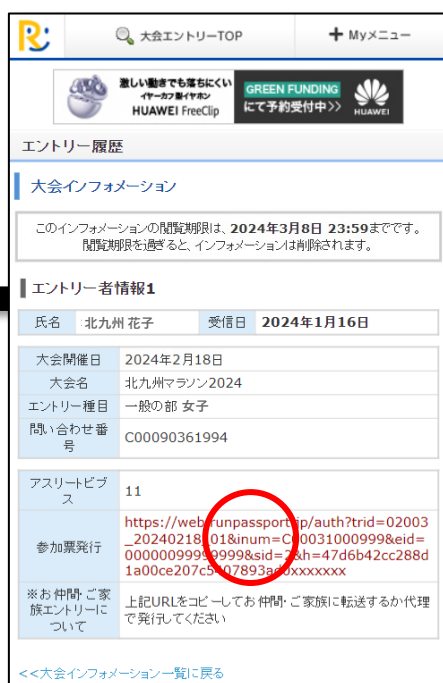 R:
大会エントリーTOP
+ Myメニュー
激しい動きでも落ちにくい
イヤーカフ型イヤホン
HUAWEI FreeClip
GREEN FUNDING
にて予約受付中>>
HUAWEI
エントリー履歴
大会インフォメーション
このインフォメーションの閲覧期限は、2024年3月8日 23:59までです。
閲覧期限を過ぎると、インフォメーションは削除されます。
エントリー者情報1
氏名 北九州 花子 受信日 2024年1月16日
大会開催日 2024年2月18日
大会名 北九州マラソン2024
エントリー種目 一般の部 女子
問い合わせ番号 C00090361994
アスリートビブス 11
参加票発行
https://web.runpassport.jp/auth?trid=02003
_20240218_01&inum=C00031000999&eid=
00000099999999&sid=2&h=47d6b42cc288d
1a00ce207c5407893ad0xxxxxxx
※お仲間・ご家族エントリーについて
上記URLをコピーしてお仲間・ご家族に転送するか代理
で発行してください
<<大会インフォメーション一覧に戻る